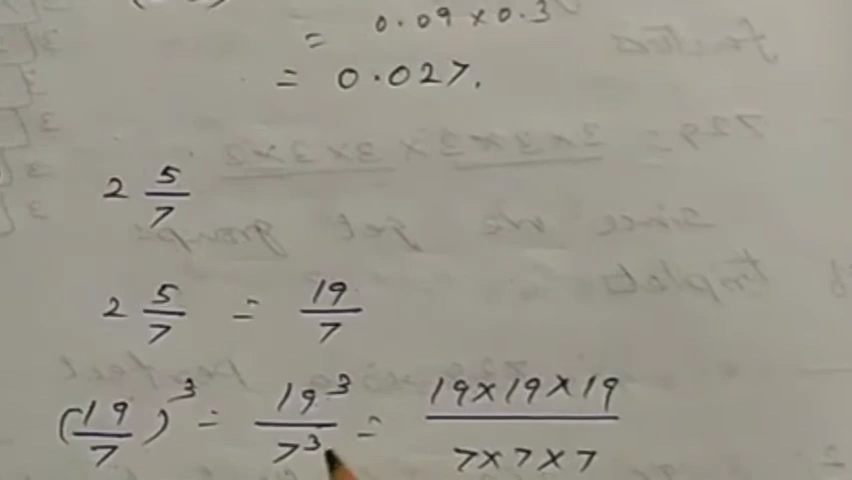 = 0.09 × 0.3
= 0.027.
2 5/7
2 5/7 = 19/7
(19/7)³ = 19³/7³ = 19×19×19/7×7×7